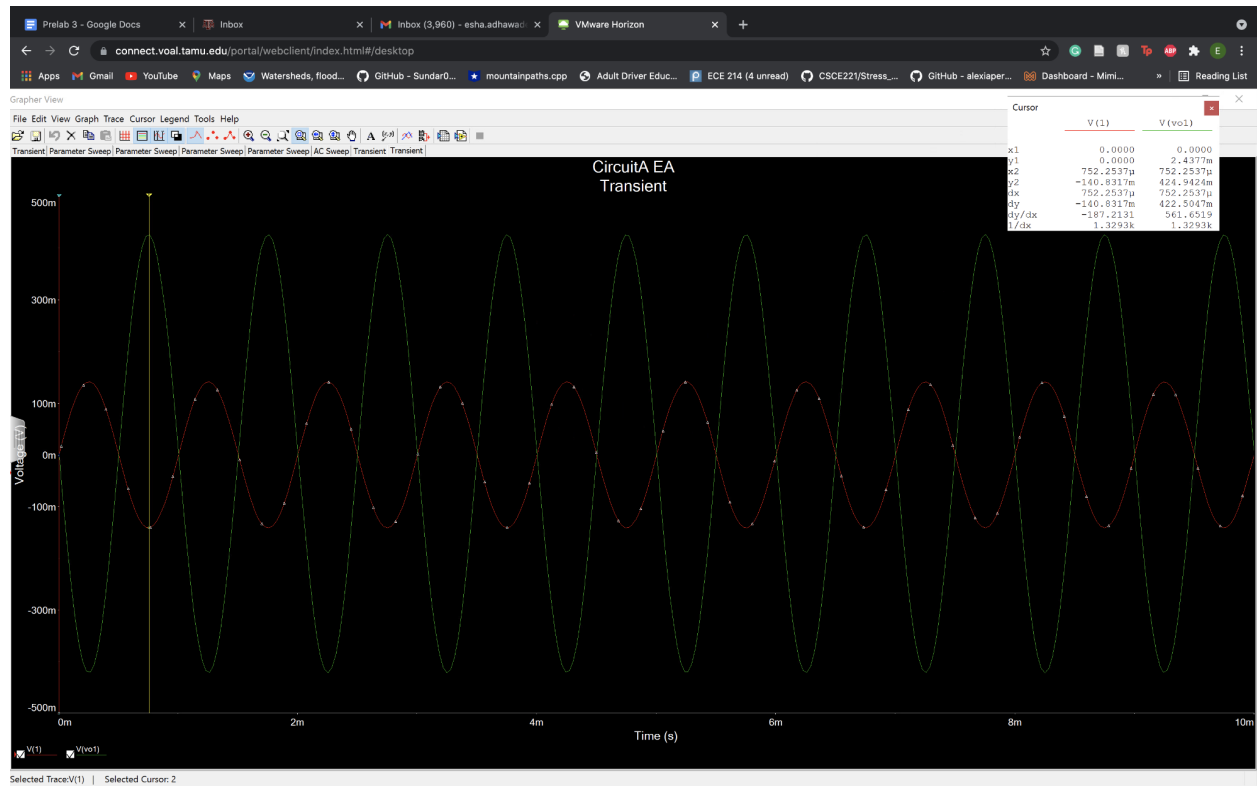 Prelab 3 - Google Docs × Inbox × Inbox (3,960) - esha.adhawad × VMware Horizon × +
connect.voal.tamu.edu/portal/webclient/index.html#/desktop
Apps Gmail YouTube Maps Watersheds, flood... GitHub - Sundar0... mountainpaths.cpp Adult Driver Educ... ECE 214 (4 unread) CSCE221/Stress_... GitHub - alexiaper... Dashboard - Mimi... » Reading List
Grapher View
File Edit View Graph Trace Cursor Legend Tools Help
Transient Parameter Sweep Parameter Sweep Parameter Sweep Parameter Sweep AC Sweep Transient Transient
Cursor
V(1) V(vo1)
x1 0.0000 0.0000
y1 0.0000 2.4377m
x2 752.2537µ 752.2537µ
y2 -140.8317m 424.9424m
dx 752.2537µ 752.2537µ
dy -140.8317m 422.5047m
dy/dx -187.2131 561.6519
1/dx 1.3293k 1.3293k
CircuitA EA
Transient
500m
300m
100m
0m
-100m
-300m
-500m
Voltage (V)
0m 2m 4m 6m 8m 10m
Time (s)
V(1) V(vo1)
Selected Trace:V(1) | Selected Cursor: 2